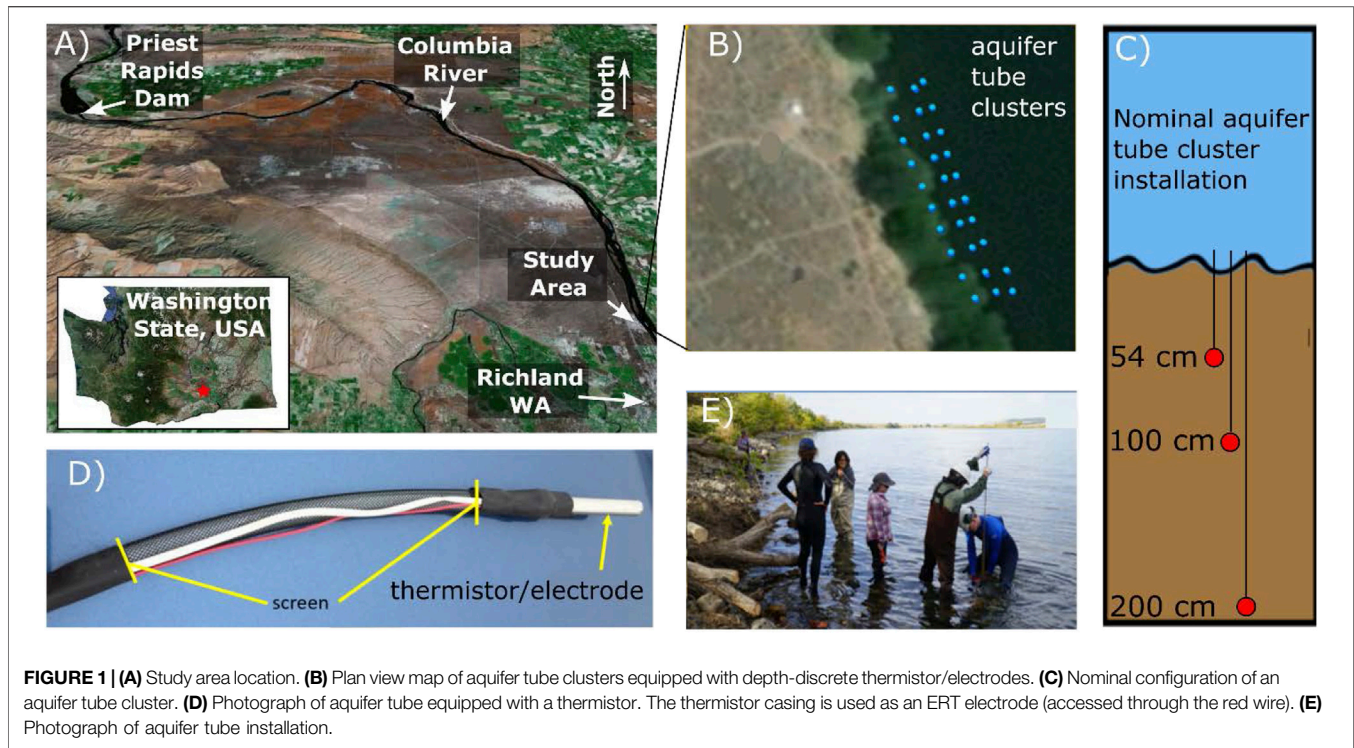 A)
Priest
Rapids
Dam
Columbia
River
North
Study
Area
Richland
WA
Washington
State, USA
B)
aquifer
tube
clusters
C)
Nominal aquifer
tube cluster
installation
54 cm
100 cm
200 cm
D)
screen
thermistor/electrode
E)
FIGURE 1 | (A) Study area location. (B) Plan view map of aquifer tube clusters equipped with depth-discrete thermistor/electrodes. (C) Nominal configuration of an
aquifer tube cluster. (D) Photograph of aquifer tube equipped with a thermistor. The thermistor casing is used as an ERT electrode (accessed through the red wire). (E)
Photograph of aquifer tube installation.